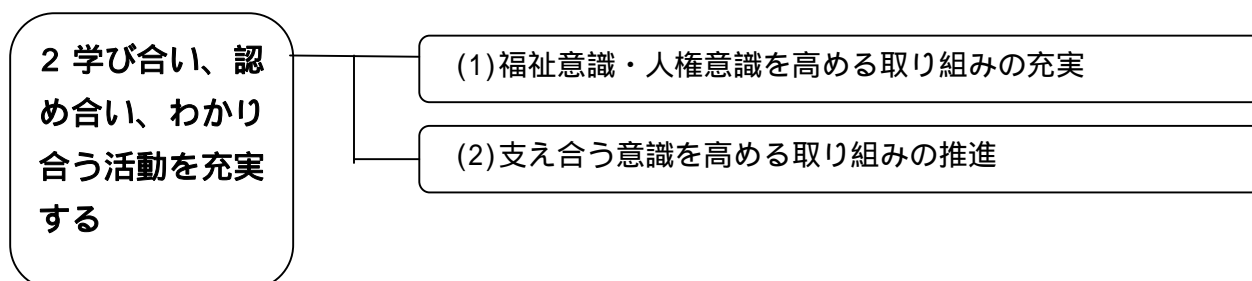 2 学び合い、認
め合い、わかり
合う活動を充実
する
(1)福祉意識・人権意識を高める取り組みの充実
(2)支え合う意識を高める取り組みの推進